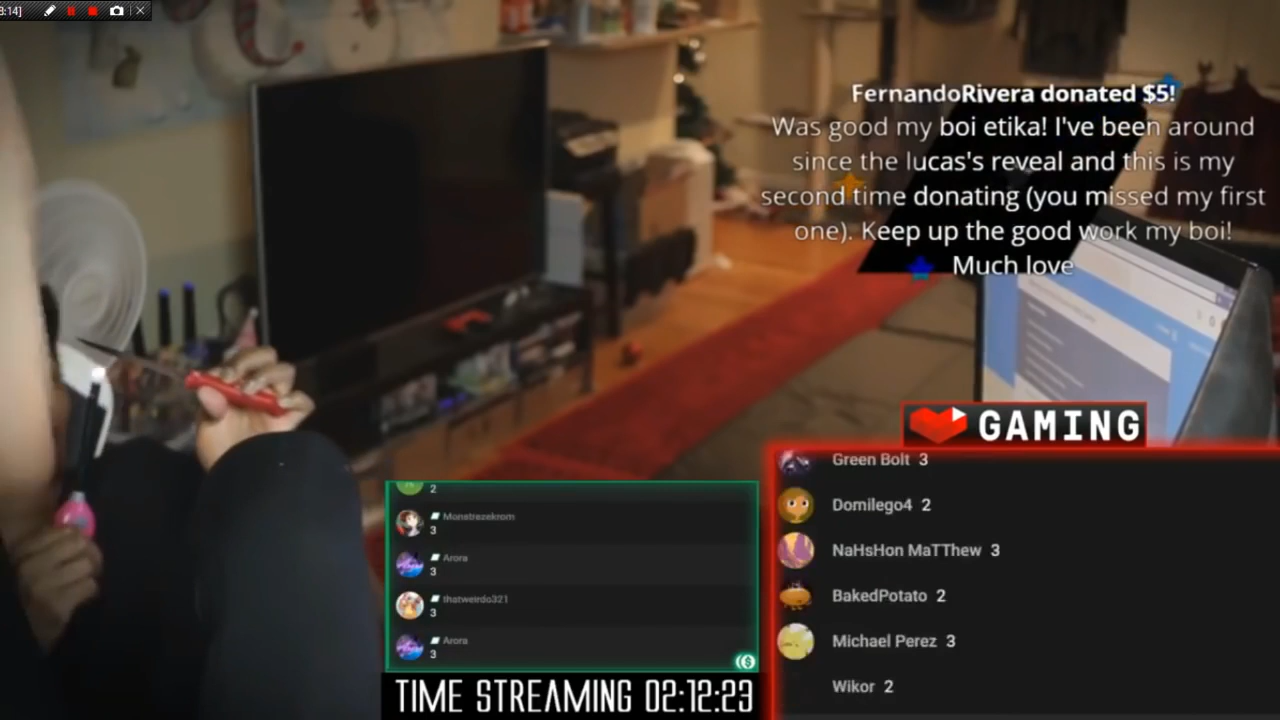 3:14]
FernandoRivera donated $5!
Was good my boi etika! I've been around
since the lucas's reveal and this is my
second time donating (you missed my first
one). Keep up the good work my boi!
Much love
GAMING
Green Bolt 3
Domilego4 2
NaHsHon MaTThew 3
BakedPotato 2
Michael Perez 3
Wikor 2
2
Monstrezekrom
3
Arora
3
thatweirdo321
3
Arora
3
TIME STREAMING 02:12:23